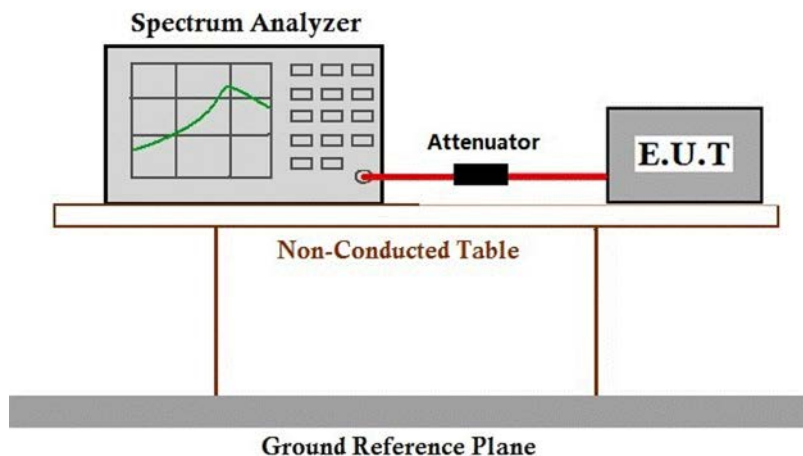 Spectrum Analyzer
Attenuator
E.U.T
Non-Conducted Table
Ground Reference Plane